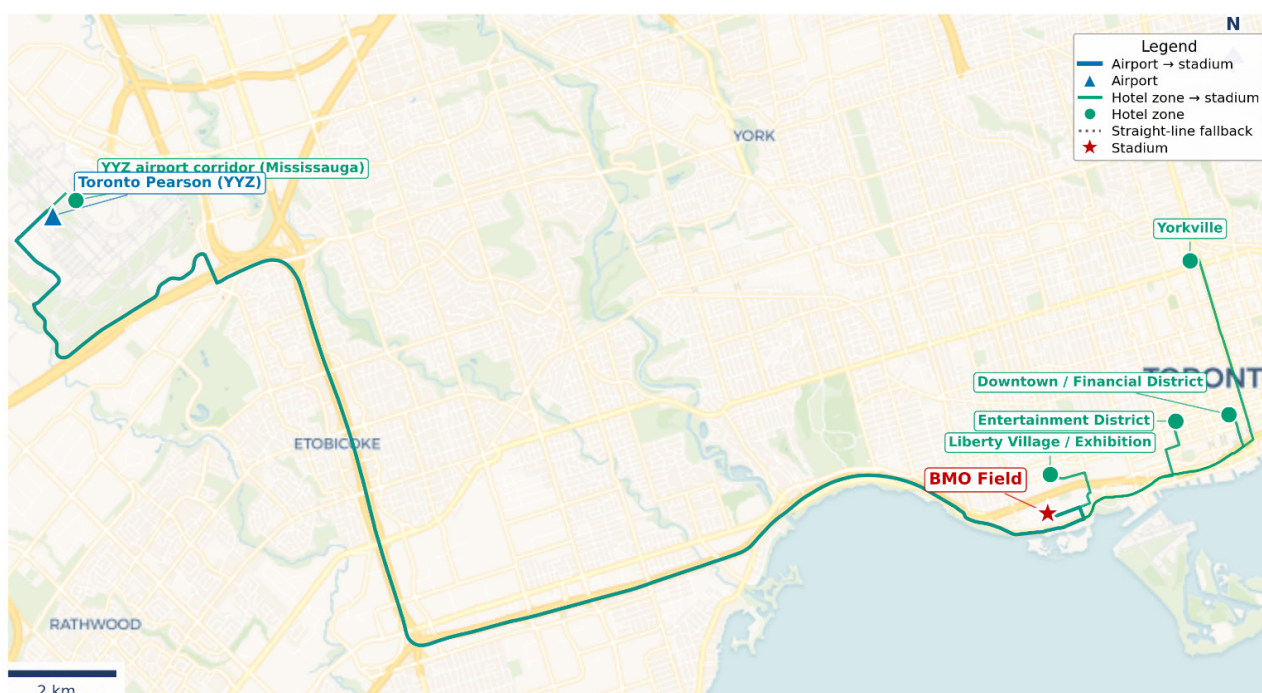 N
Legend
Airport → stadium
Airport
Hotel zone → stadium
Hotel zone
Straight-line fallback
Stadium
YORK
YYZ airport corridor (Mississauga)
Toronto Pearson (YYZ)
Yorkville
TORONT
Downtown / Financial District
Entertainment District
Liberty Village / Exhibition
ETOBICOKE
BMO Field
RATHWOOD
2 km